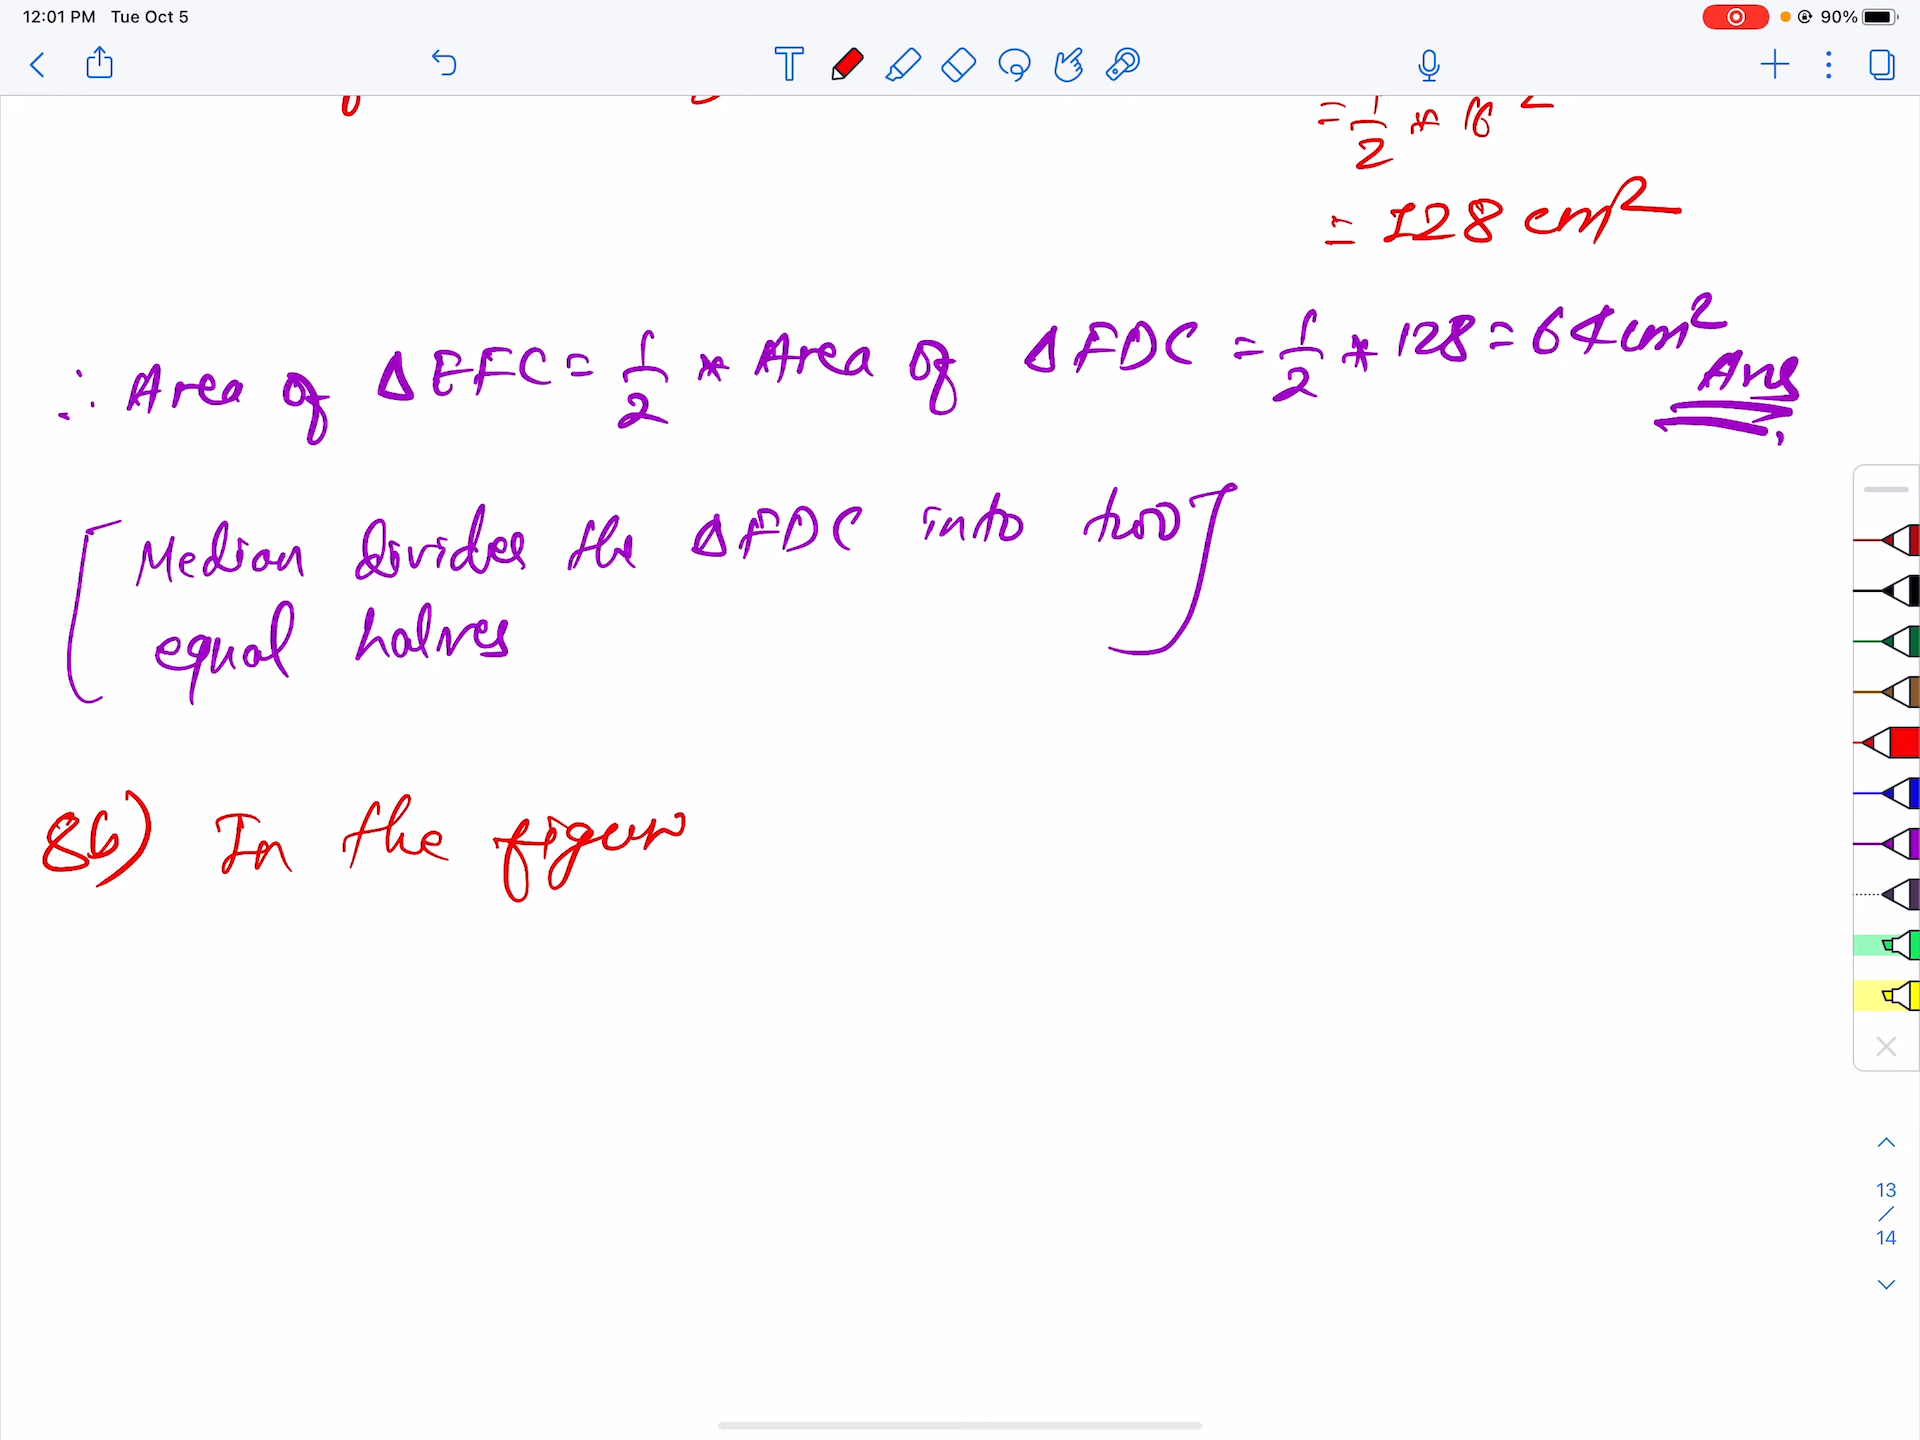 12:01 PM Tue Oct 5
90%
T
= 1/2 * 16²
= 128 cm²
∴ Area of ΔEFC = 1/2 * Area of ΔFDC = 1/2 * 128 = 64 cm²
Ans
[Median divides the ΔFDC into two
equal halves]
86) In the figure
13
/
14